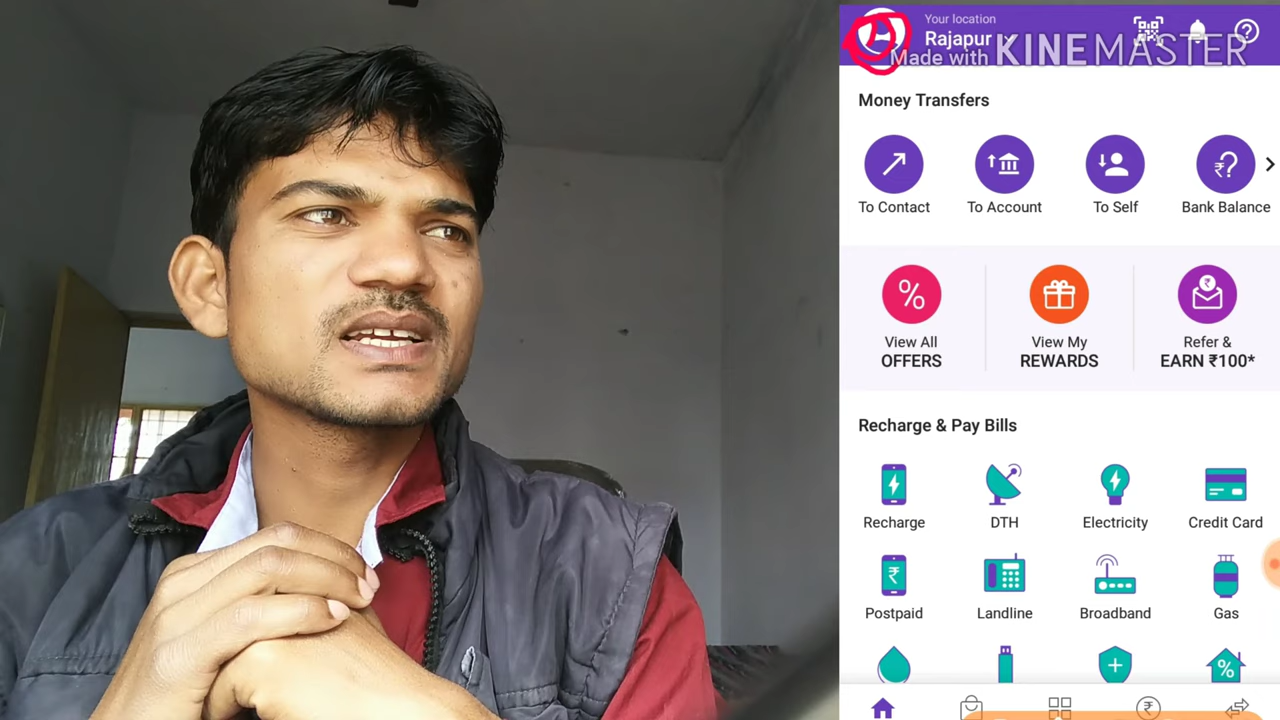 Your location
Rajapur
Made with KINEMASTER
Money Transfers
To Contact
To Account
To Self
Bank Balance
View All
OFFERS
View My
REWARDS
Refer &
EARN ₹100*
Recharge & Pay Bills
Recharge
DTH
Electricity
Credit Card
Postpaid
Landline
Broadband
Gas